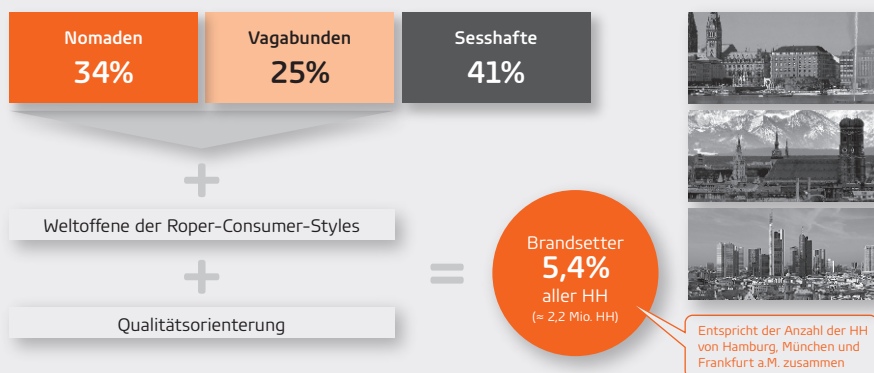 Nomaden
34%
Vagabunden
25%
Sesshafte
41%
+
Weltoffene der Roper-Consumer-Styles
+
Qualitätsorienterung
=
Brandsetter
5,4%
aller HH
(≈ 2,2 Mio. HH)
Entspricht der Anzahl der HH
von Hamburg, München und
Frankfurt a.M. zusammen